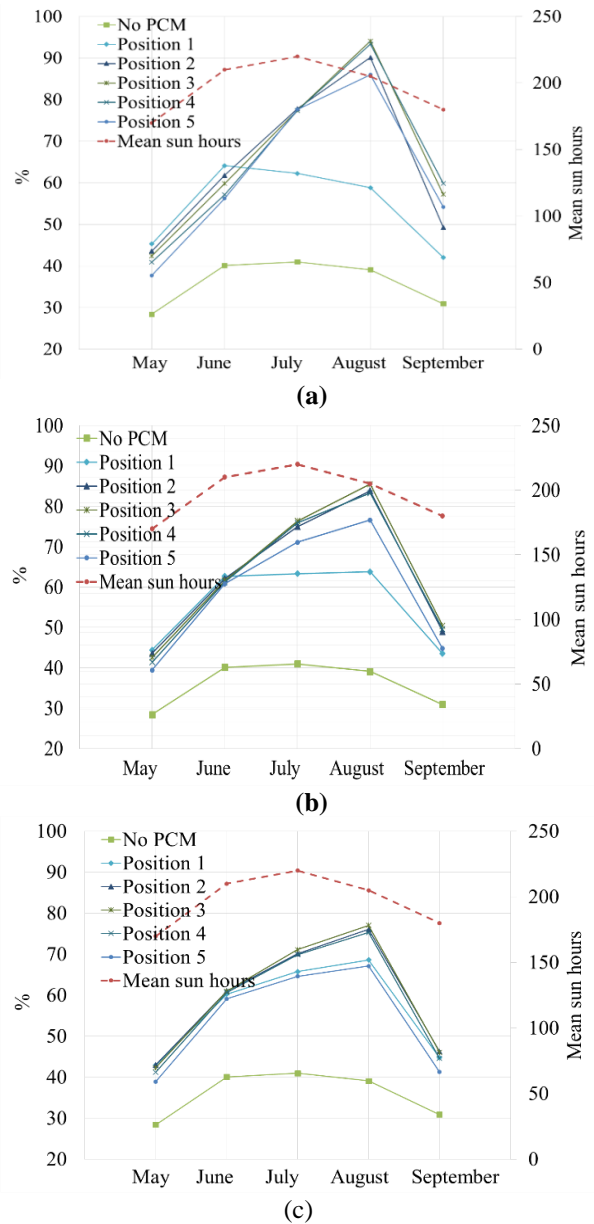 100
90
80
70
60
50
40
30
20
%
No PCM
Position 1
Position 2
Position 3
Position 4
Position 5
Mean sun hours
250
200
150
100
50
0
Mean sun hours
May June July August September
(a)
100
90
80
70
60
50
40
30
20
%
No PCM
Position 1
Position 2
Position 3
Position 4
Position 5
Mean sun hours
250
200
150
100
50
0
Mean sun hours
May June July August September
(b)
100
90
80
70
60
50
40
30
20
%
No PCM
Position 1
Position 2
Position 3
Position 4
Position 5
Mean sun hours
250
200
150
100
50
0
Mean sun hours
May June July August September
(c)